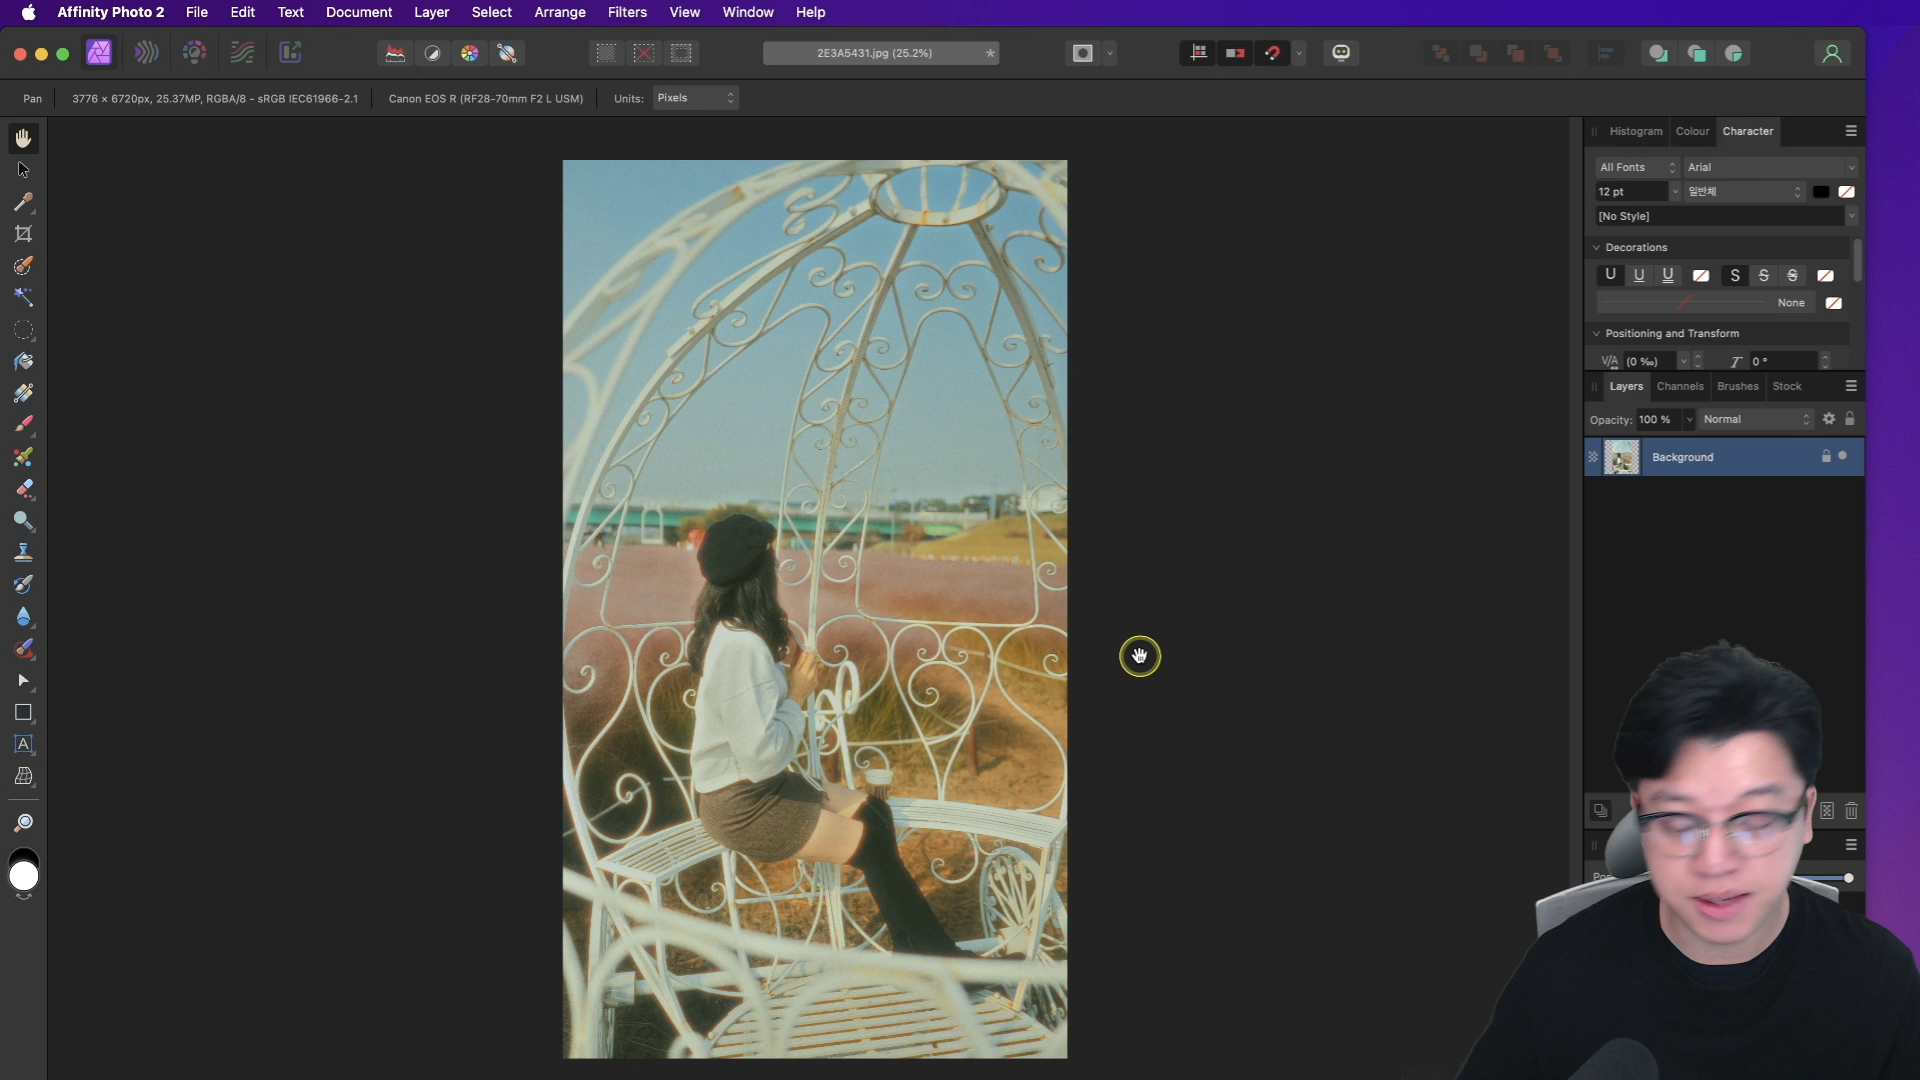 Affinity Photo 2 File Edit Text Document Layer Select Arrange Filters View Window Help
2E3A5431.jpg (25.2%)
Pan 3776 × 6720px, 25.37MP, RGBA/8 - sRGB IEC61966-2.1 Canon EOS R (RF28-70mm F2 L USM) Units: Pixels
Histogram Colour Character
All Fonts Arial
12 pt 일반체
[No Style]
Decorations
U U U S S S
None
Positioning and Transform
V/A (0 ‰) T 0 °
Layers Channels Brushes Stock
Opacity: 100 % Normal
Background